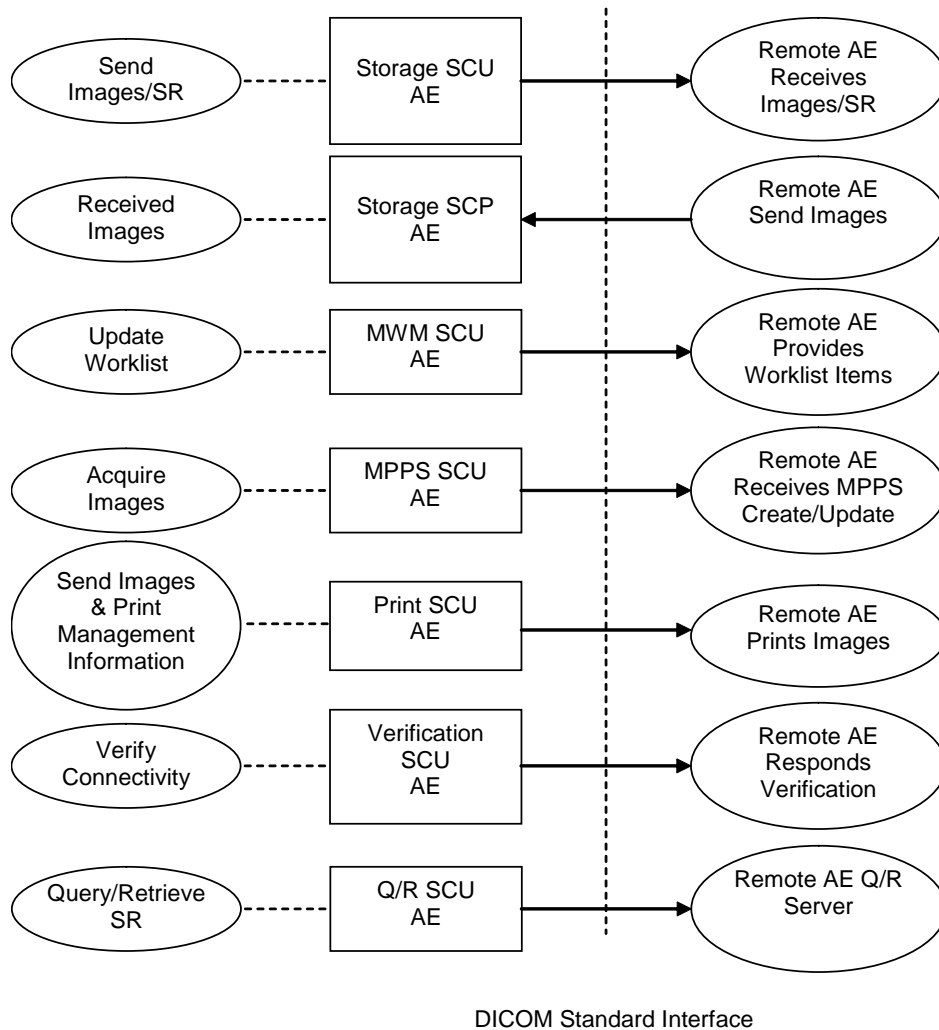 Send
Images/SR
Storage SCU
AE
Remote AE
Receives
Images/SR
Received
Images
Storage SCP
AE
Remote AE
Send Images
Update
Worklist
MWM SCU
AE
Remote AE
Provides
Worklist Items
Acquire
Images
MPPS SCU
AE
Remote AE
Receives MPPS
Create/Update
Send Images
& Print
Management
Information
Print SCU
AE
Remote AE
Prints Images
Verify
Connectivity
Verification
SCU
AE
Remote AE
Responds
Verification
Query/Retrieve
SR
Q/R SCU
AE
Remote AE Q/R
Server
DICOM Standard Interface